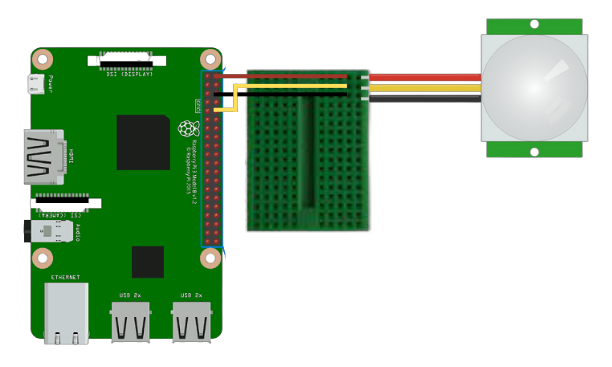 DSI (DISPLAY)
Power
HDMI
Raspberry Pi 3 Model B v1.2
© Raspberry Pi 2015
CSI (CAMERA)
Audio
ETHERNET
USB 2x
USB 2x